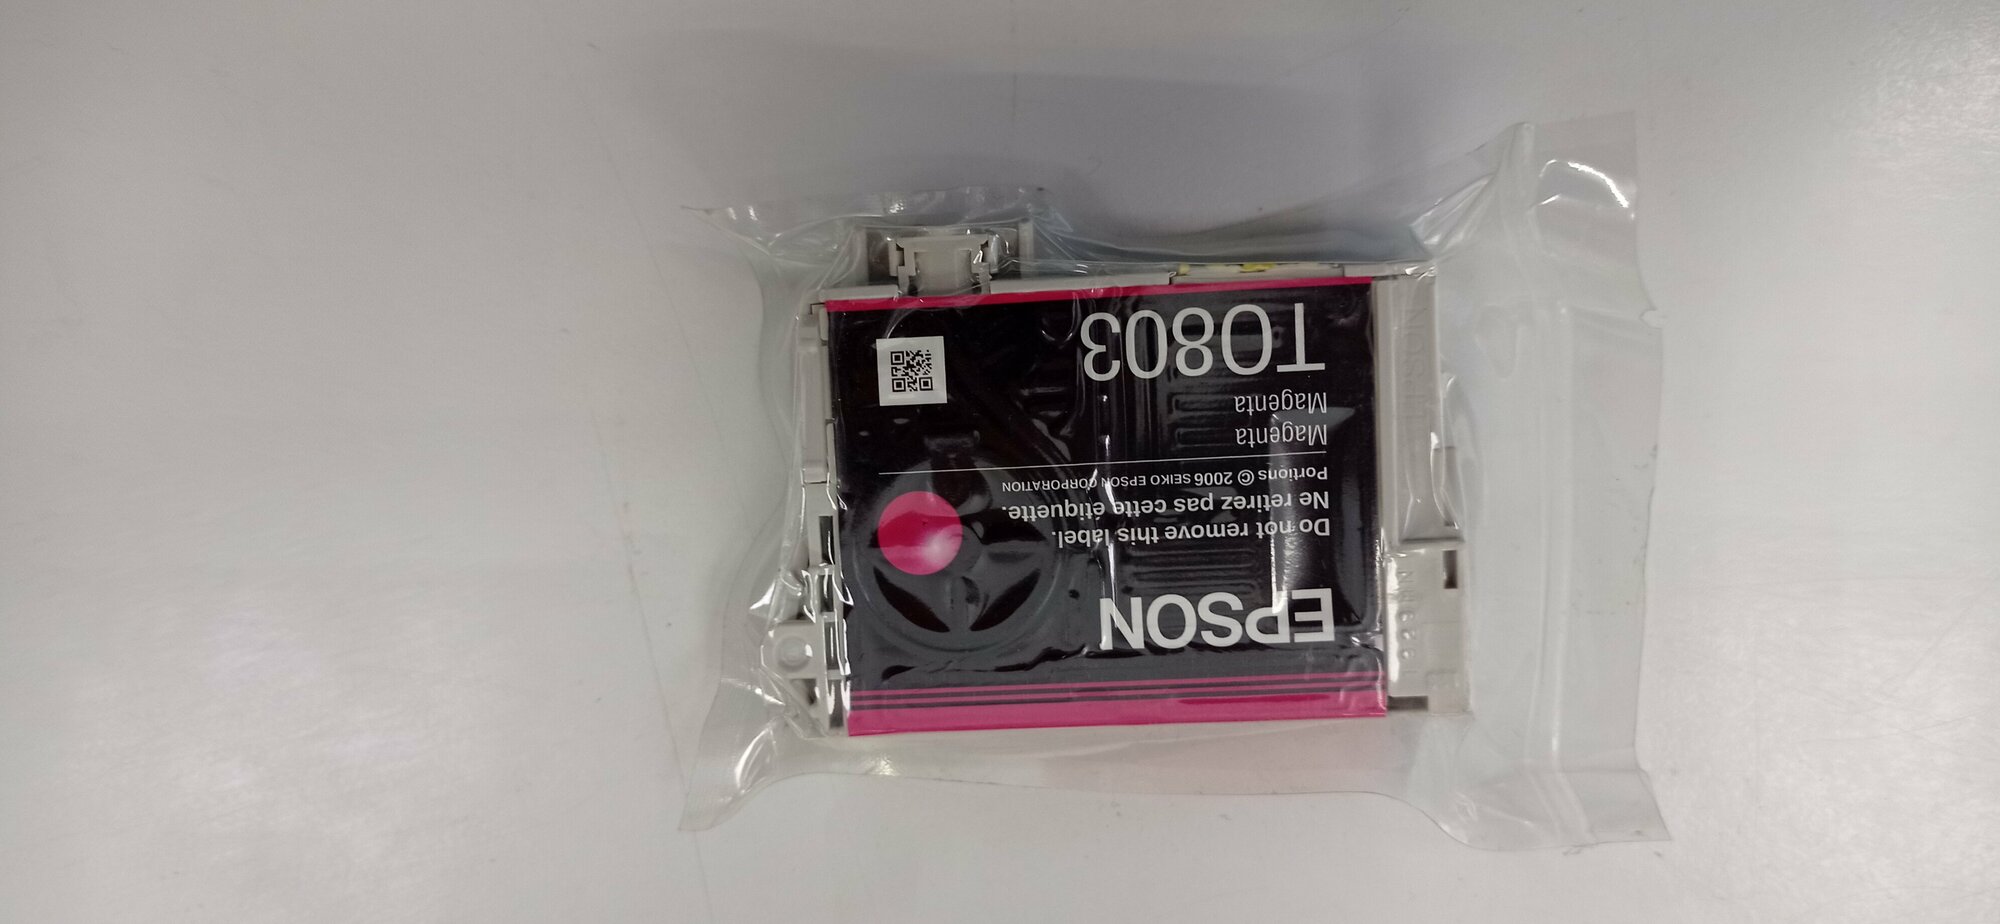 EPSON
Do not remove this label.
Ne retirez pas cette étiquette.
Portions © 2006 SEIKO EPSON CORPORATION
Magenta
Magenta
T0803